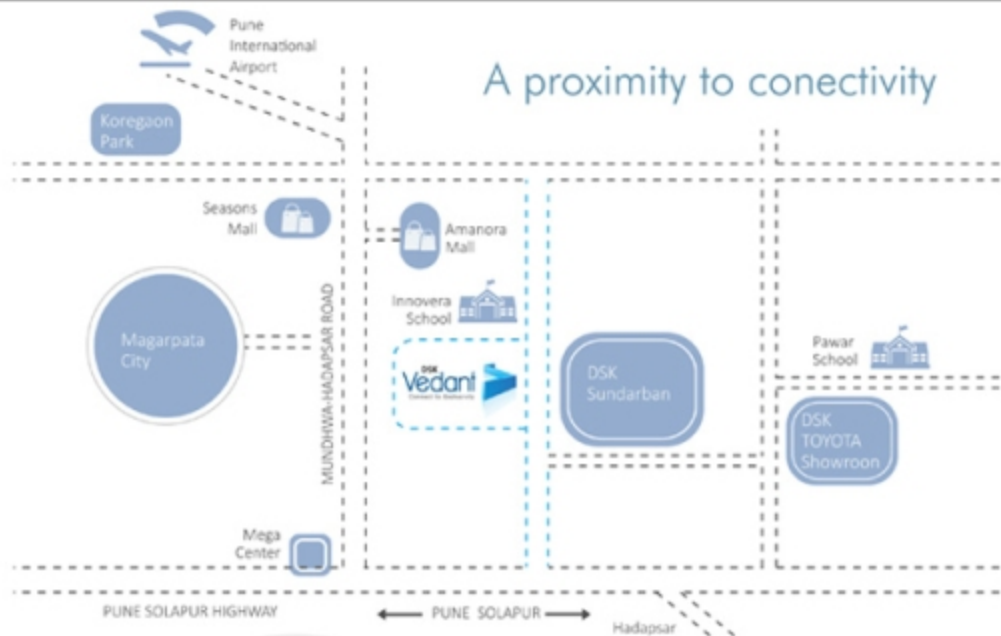 Pune
International
Airport
A proximity to conectivity
Koregaon
Park
Seasons
Mall
Amanora
Mall
Innovera
School
MUNDHWA-HADAPSAR ROAD
Magarpata
City
DSK
Vedant
DSK
Sundarban
Pawar
School
DSK
TOYOTA
Showroon
Mega
Center
PUNE SOLAPUR HIGHWAY
PUNE SOLAPUR
Hadapsar